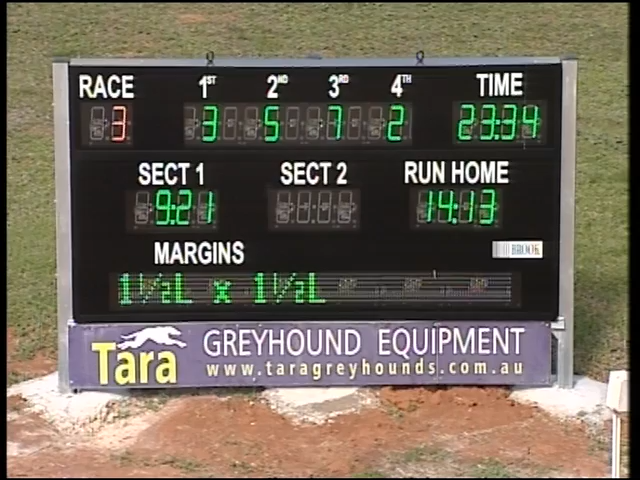 RACE 1ST 2ND 3RD 4TH TIME
3 3 5 7 2 23:34
SECT 1 SECT 2 RUN HOME
9:21 14:13
MARGINS
BROOK
1½L x 1½L
Tara GREYHOUND EQUIPMENT
www.taragreyhounds.com.au